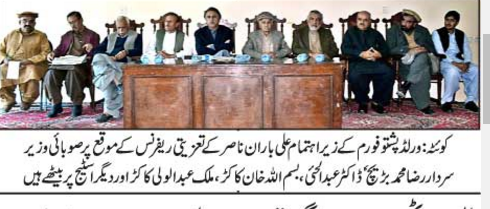 کوئٹہ: ورلڈ پشتو فورم کے زیر اہتمام علی باران ناصر کے تعزیتی ریفرنس کے موقع پر صوبائی وزیر
سردار رضا محمد بڑیچ، ڈاکٹر عبدالحئی، بسم اللہ خان کاکڑ، ملک عبدالولی کاکڑ اور دیگر اسٹیج پر بیٹھے ہیں